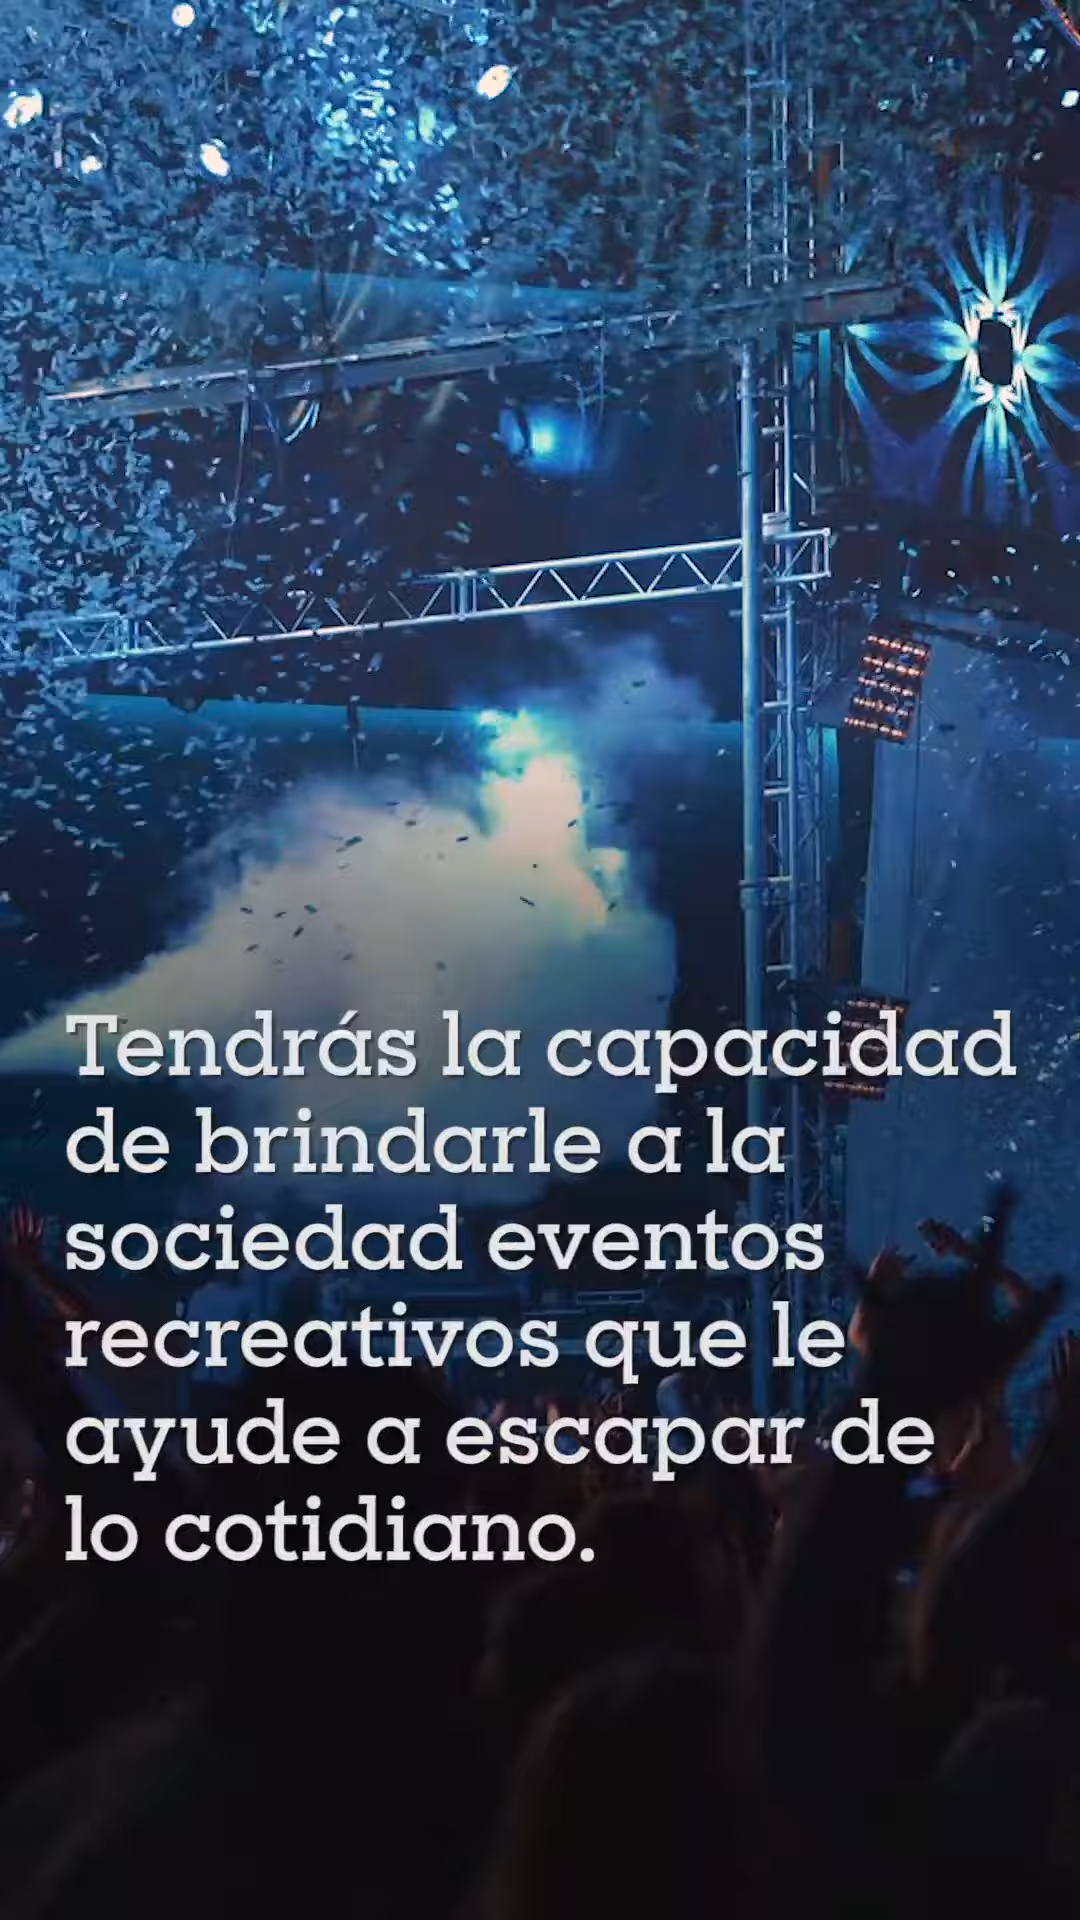 Tendrás la capacidad
de brindarle a la
sociedad eventos
recreativos que le
ayude a escapar de
lo cotidiano.